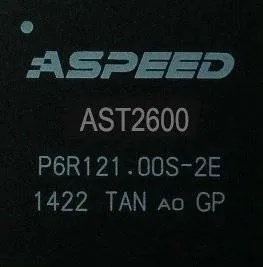 ASPEED
AST2600
P6R121.00S-2E
1422 TAN A0 GP